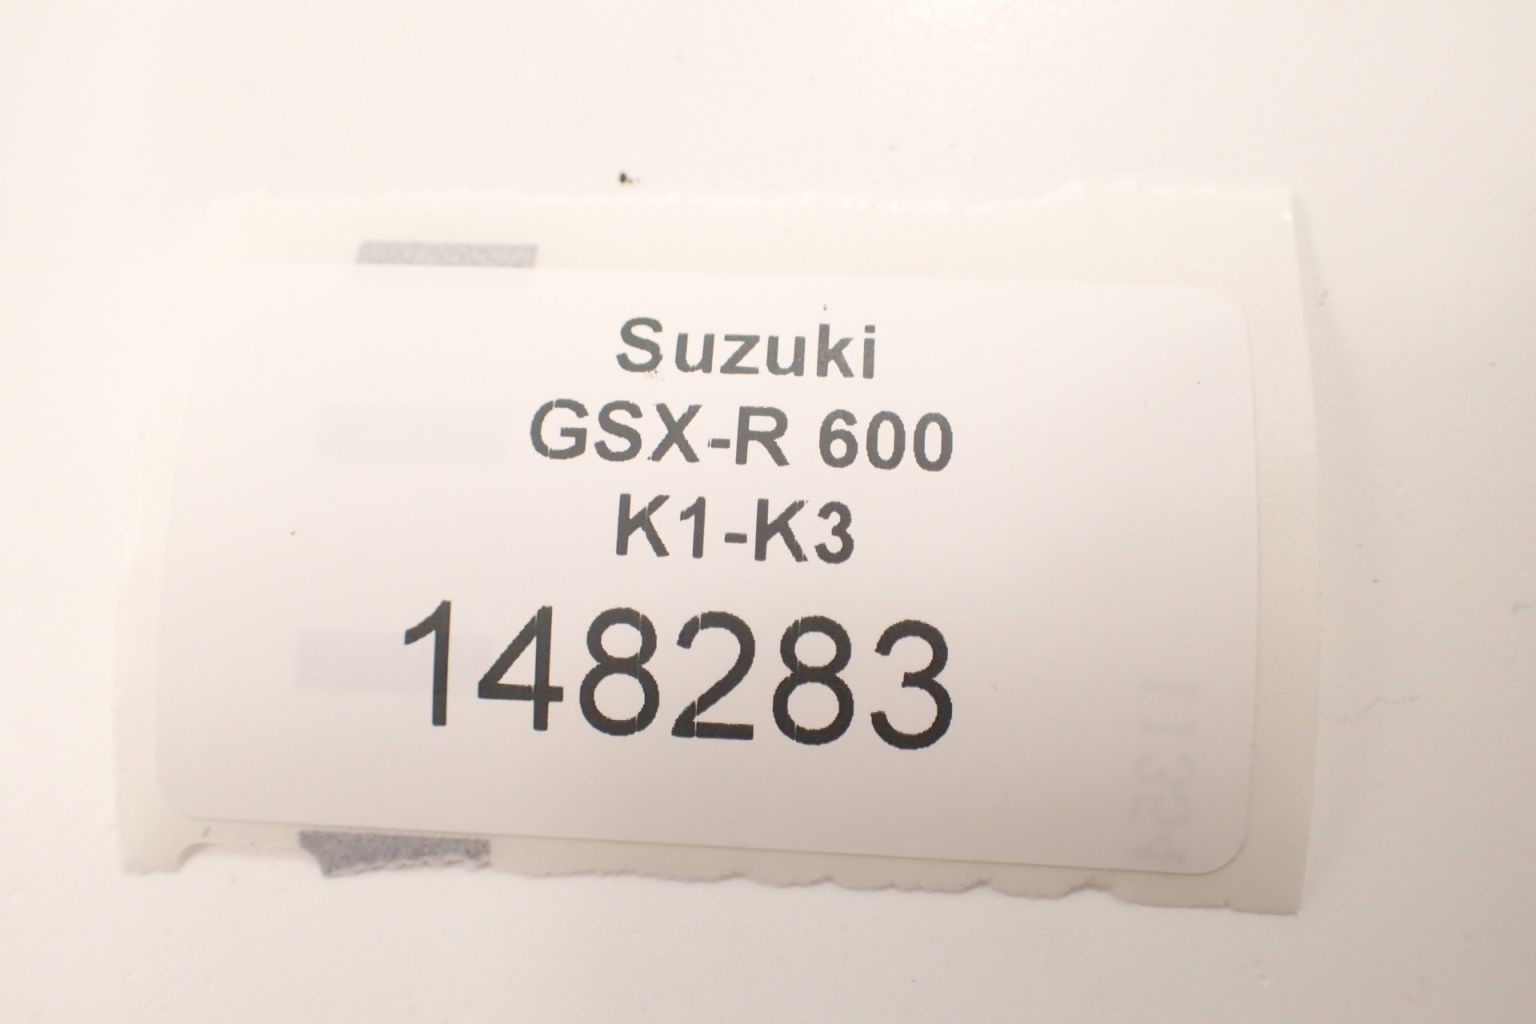 Suzuki
GSX-R 600
K1-K3
148283